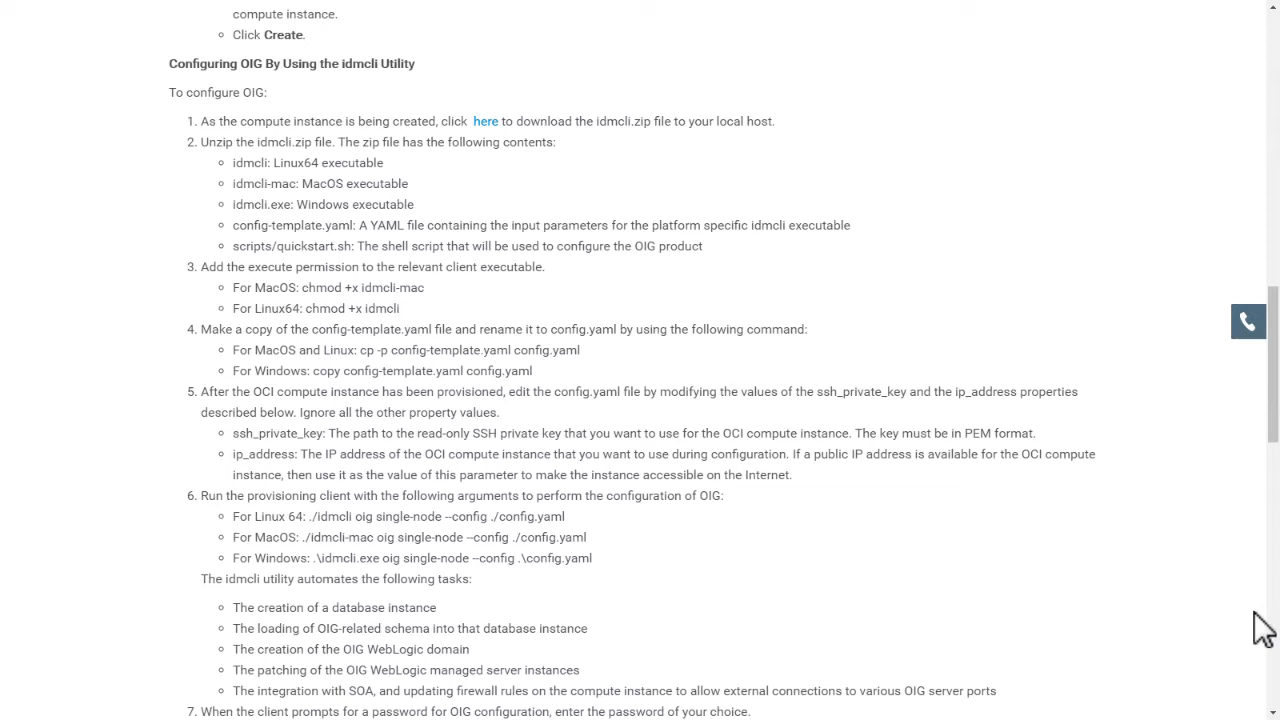 compute instance.
Click Create.
Configuring OIG By Using the idmcli Utility
To configure OIG:
1. As the compute instance is being created, click here to download the idmcli.zip file to your local host.
2. Unzip the idmcli.zip file. The zip file has the following contents:
idmcli: Linux64 executable
idmcli-mac: MacOS executable
idmcli.exe: Windows executable
config-template.yaml: A YAML file containing the input parameters for the platform specific idmcli executable
scripts/quickstart.sh: The shell script that will be used to configure the OIG product
3. Add the execute permission to the relevant client executable.
For MacOS: chmod +x idmcli-mac
For Linux64: chmod +x idmcli
4. Make a copy of the config-template.yaml file and rename it to config.yaml by using the following command:
For MacOS and Linux: cp -p config-template.yaml config.yaml
For Windows: copy config-template.yaml config.yaml
5. After the OCI compute instance has been provisioned, edit the config.yaml file by modifying the values of the ssh_private_key and the ip_address properties
described below. Ignore all the other property values.
ssh_private_key: The path to the read-only SSH private key that you want to use for the OCI compute instance. The key must be in PEM format.
ip_address: The IP address of the OCI compute instance that you want to use during configuration. If a public IP address is available for the OCI compute
instance, then use it as the value of this parameter to make the instance accessible on the Internet.
6. Run the provisioning client with the following arguments to perform the configuration of OIG:
For Linux 64: ./idmcli oig single-node --config ./config.yaml
For MacOS: ./idmcli-mac oig single-node --config ./config.yaml
For Windows: .\idmcli.exe oig single-node --config .\config.yaml
The idmcli utility automates the following tasks:
The creation of a database instance
The loading of OIG-related schema into that database instance
The creation of the OIG WebLogic domain
The patching of the OIG WebLogic managed server instances
The integration with SOA, and updating firewall rules on the compute instance to allow external connections to various OIG server ports
7. When the client prompts for a password for OIG configuration, enter the password of your choice.